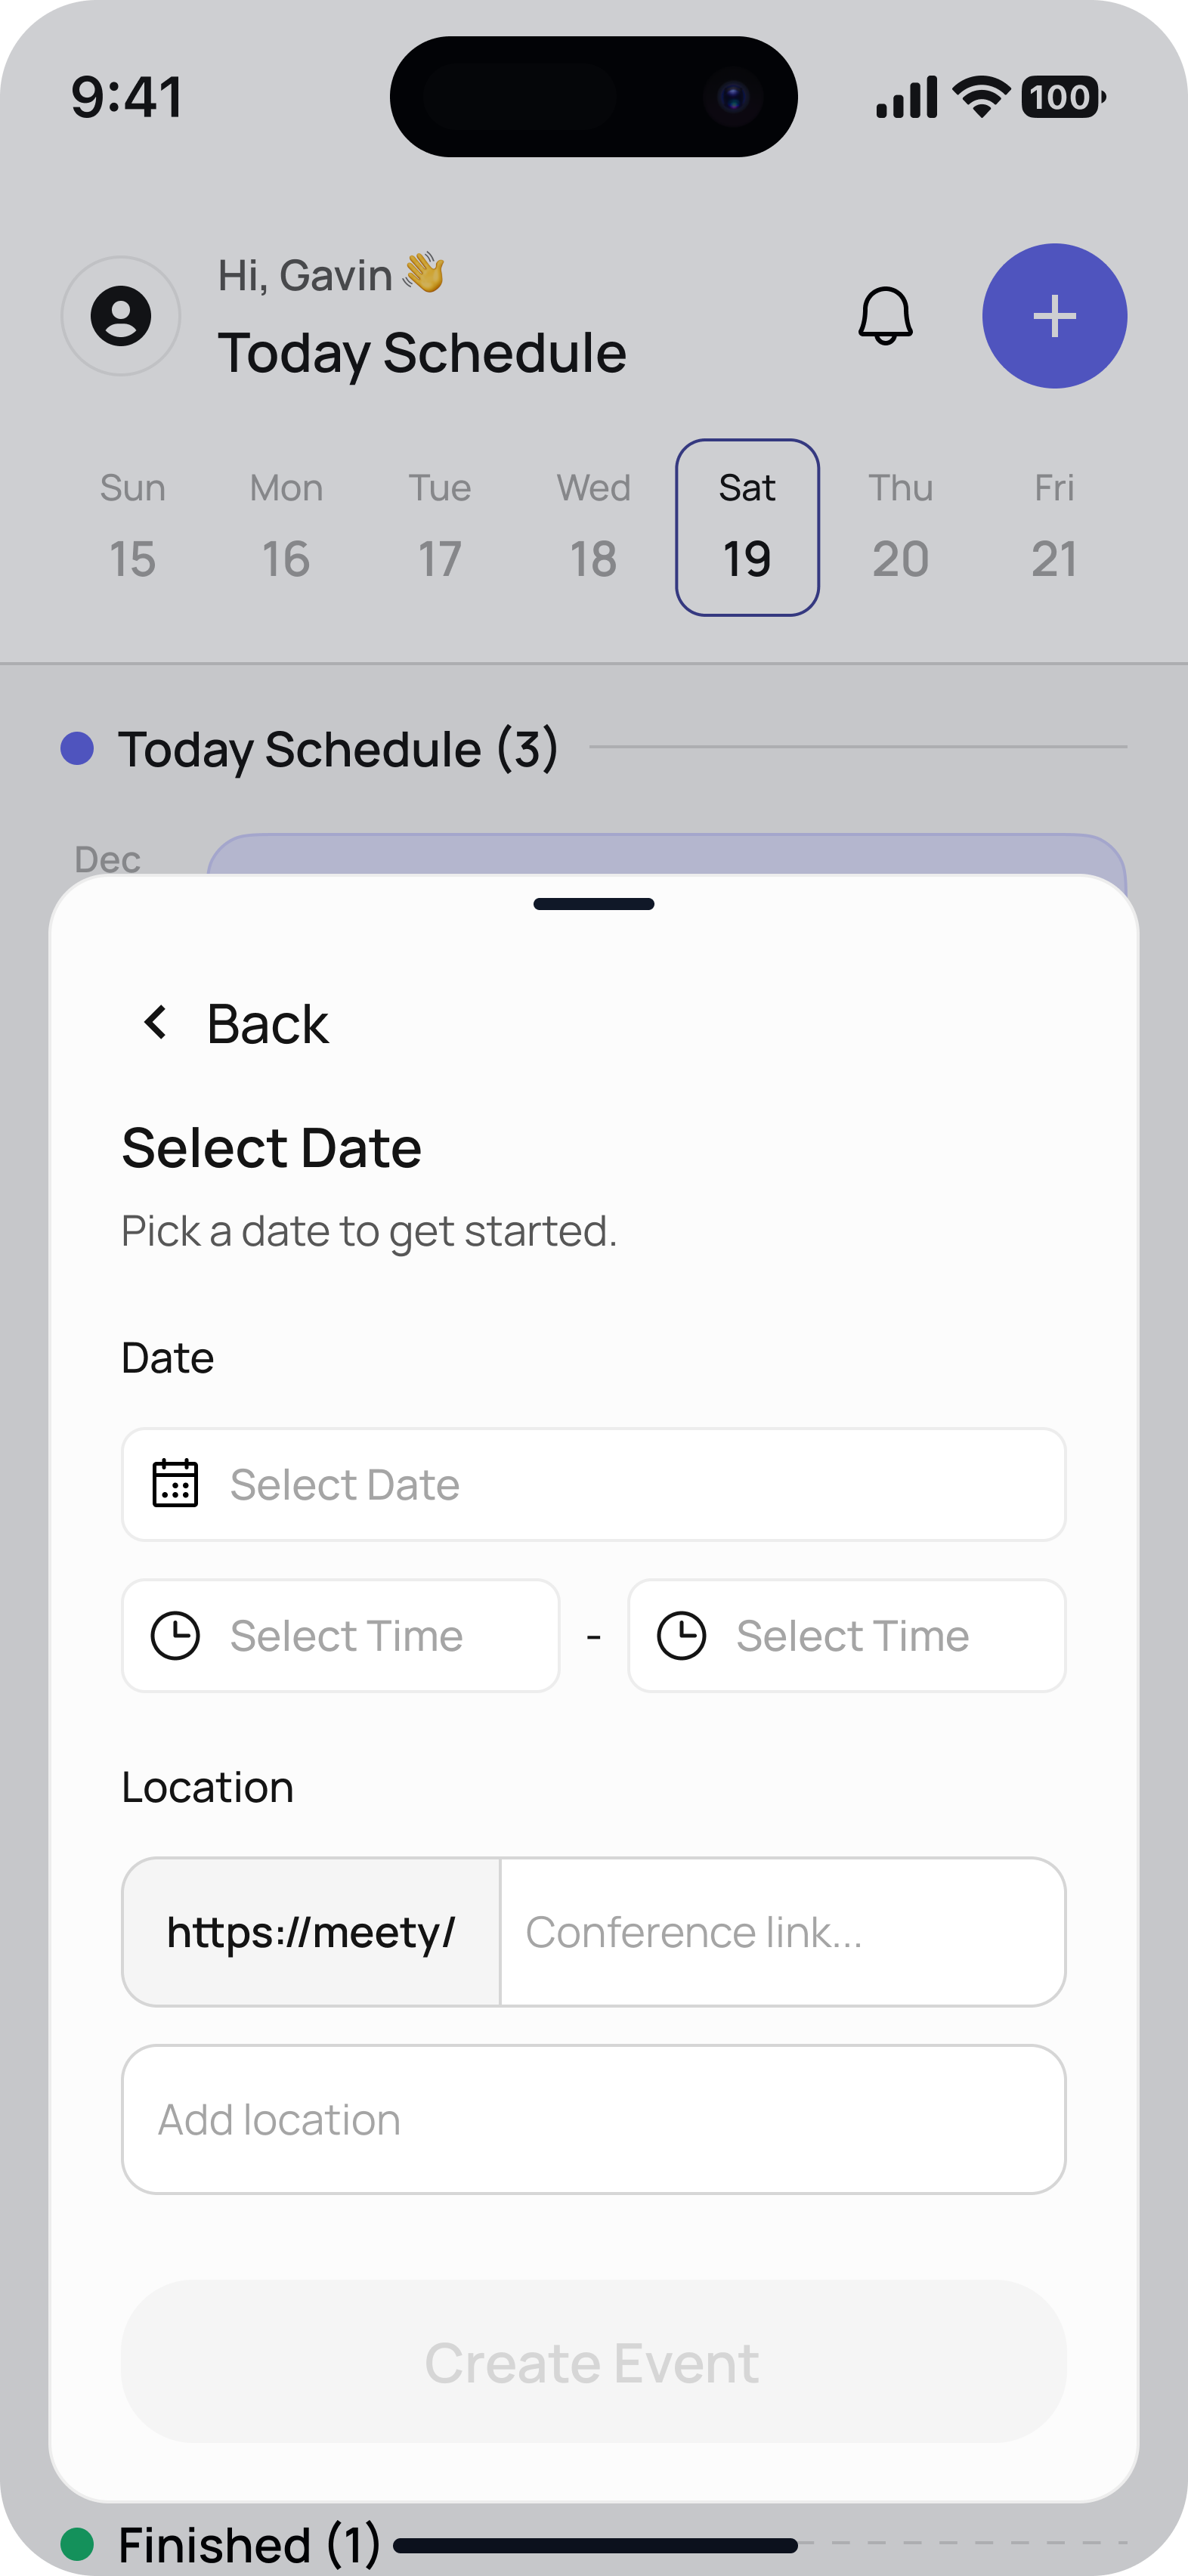 9:41
100
Hi, Gavin 👋
Today Schedule
Sun Mon Tue Wed Sat Thu Fri
15 16 17 18 19 20 21
Today Schedule (3)
Dec
Back
Select Date
Pick a date to get started.
Date
Select Date
Select Time - Select Time
Location
https://meety/ Conference link...
Add location
Create Event
Finished (1)